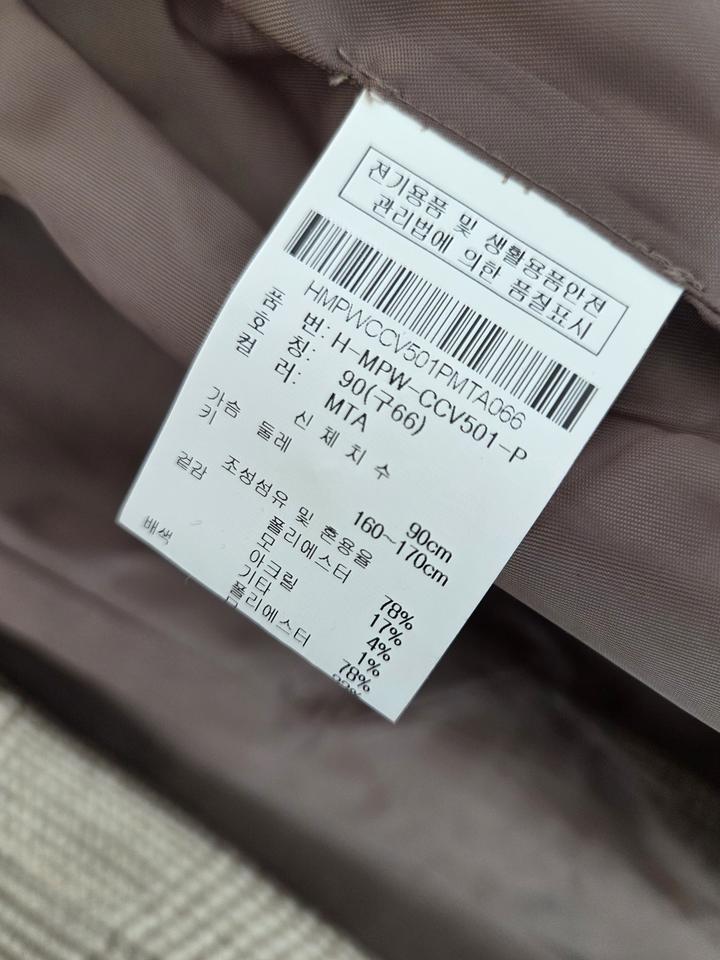 전기용품 및 생활용품안전
관리법에 의한 품질표시
HMPWCCV501PMTA066
품 번: H-MPW-CCV501-P
호 칭: 90(구66)
컬 러: MTA
신 체 치 수
가슴 둘레 90cm
키 160~170cm
조성섬유 및 혼용율
겉감 폴리에스터 78%
모 17%
아크릴 4%
기타 1%
배색 폴리에스터 78%